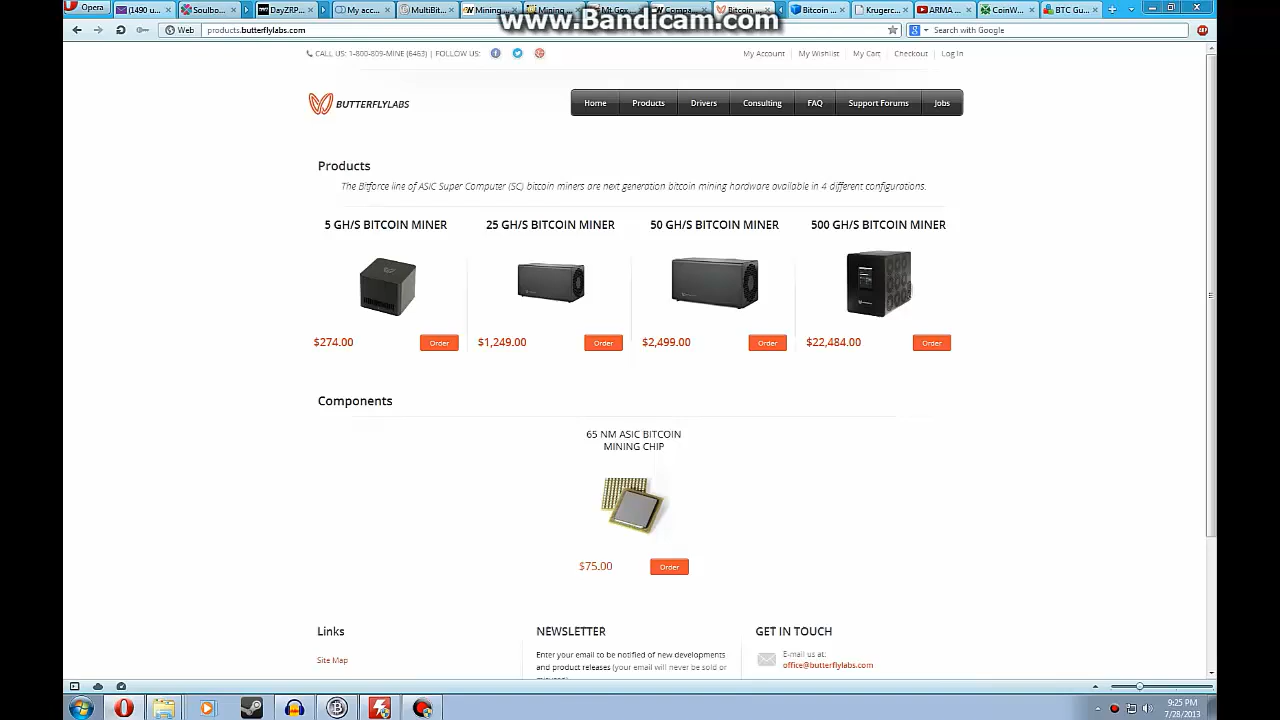 www.Bandicam.com
Opera
(1490 u...
Soulbo...
DayZRP...
My acc...
MultiBit...
Mining...
Mining...
Mt Gox...
Compa...
Bitcoin...
Bitcoin...
Krugerc...
ARMA...
CoinW...
BTC Gu...
Web
products.butterflylabs.com
Search with Google
CALL US: 1-800-809-MINE (6463) | FOLLOW US:
My Account
My Wishlist
My Cart
Checkout
Log In
BUTTERFLYLABS
Home
Products
Drivers
Consulting
FAQ
Support Forums
Jobs
Products
The Bitforce line of ASIC Super Computer (SC) bitcoin miners are next generation bitcoin mining hardware available in 4 different configurations.
5 GH/S BITCOIN MINER
25 GH/S BITCOIN MINER
50 GH/S BITCOIN MINER
500 GH/S BITCOIN MINER
$274.00
Order
$1,249.00
Order
$2,499.00
Order
$22,484.00
Order
Components
65 NM ASIC BITCOIN
MINING CHIP
$75.00
Order
Links
Site Map
NEWSLETTER
Enter your email to be notified of new developments
and product releases (your email will never be sold or
GET IN TOUCH
E-mail us at:
office@butterflylabs.com
9:25 PM
7/28/2013